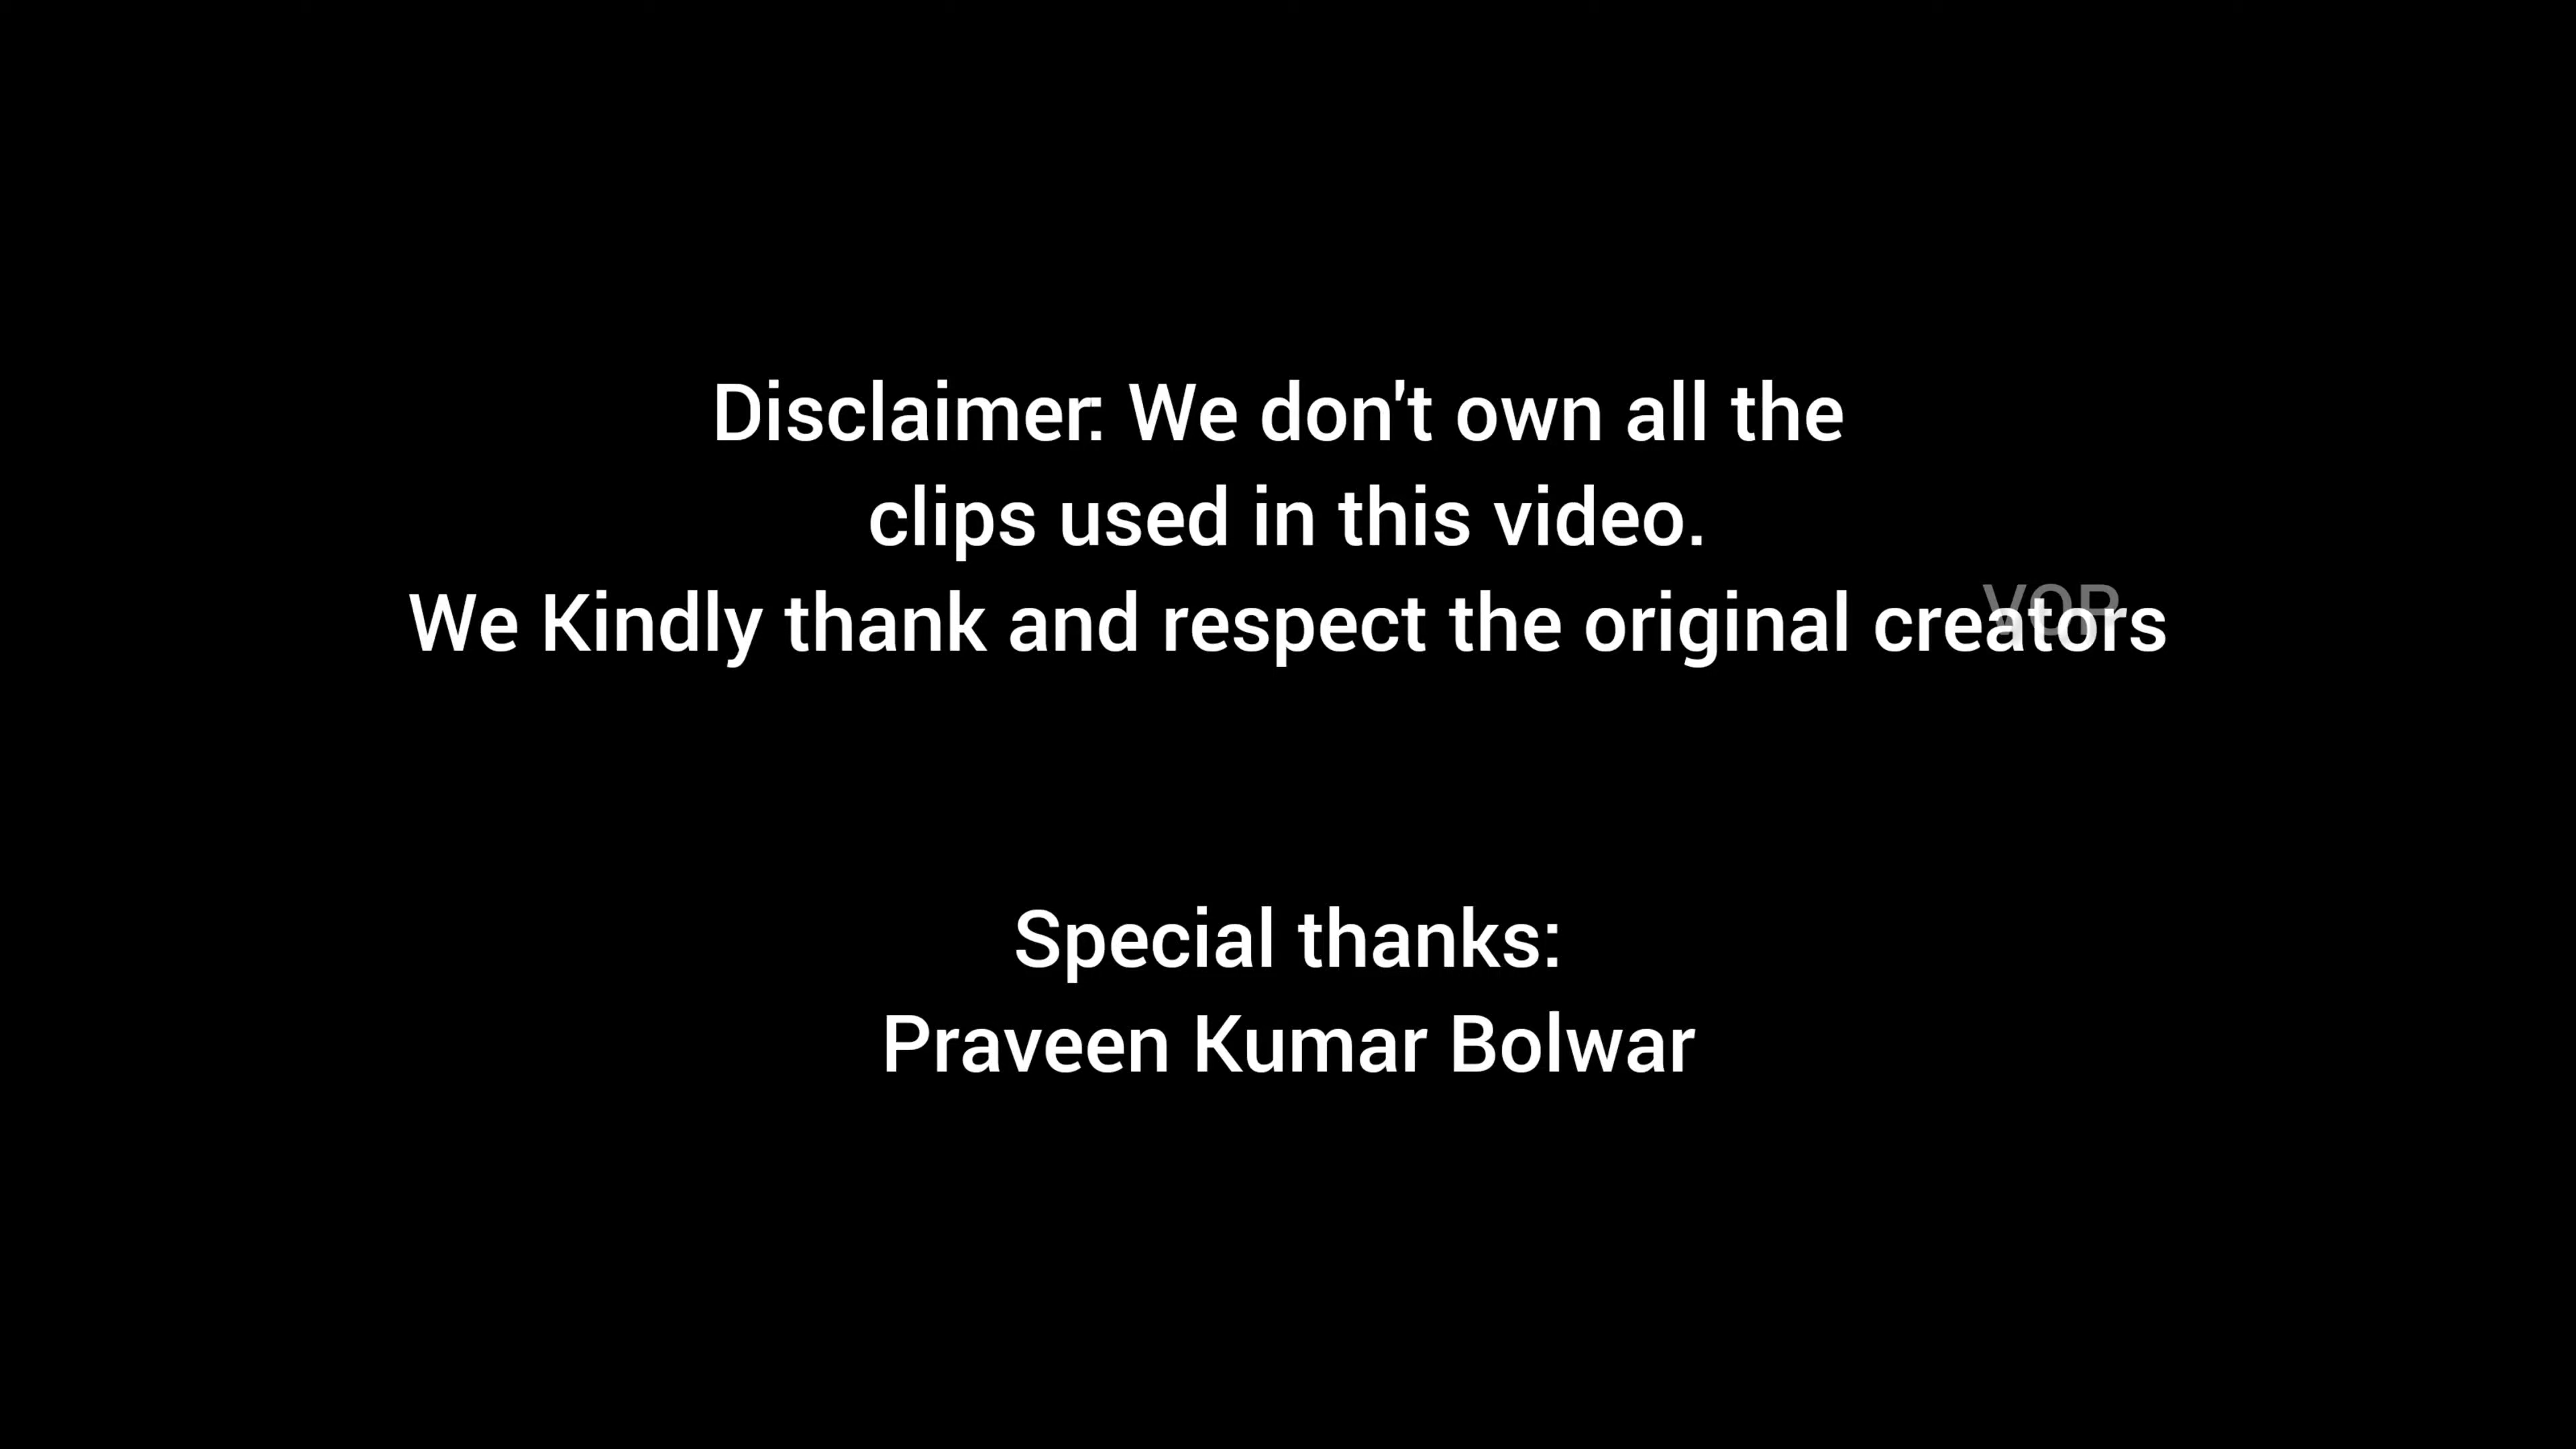 Disclaimer: We don't own all the
clips used in this video.
We Kindly thank and respect the original creators
VOP
Special thanks:
Praveen Kumar Bolwar